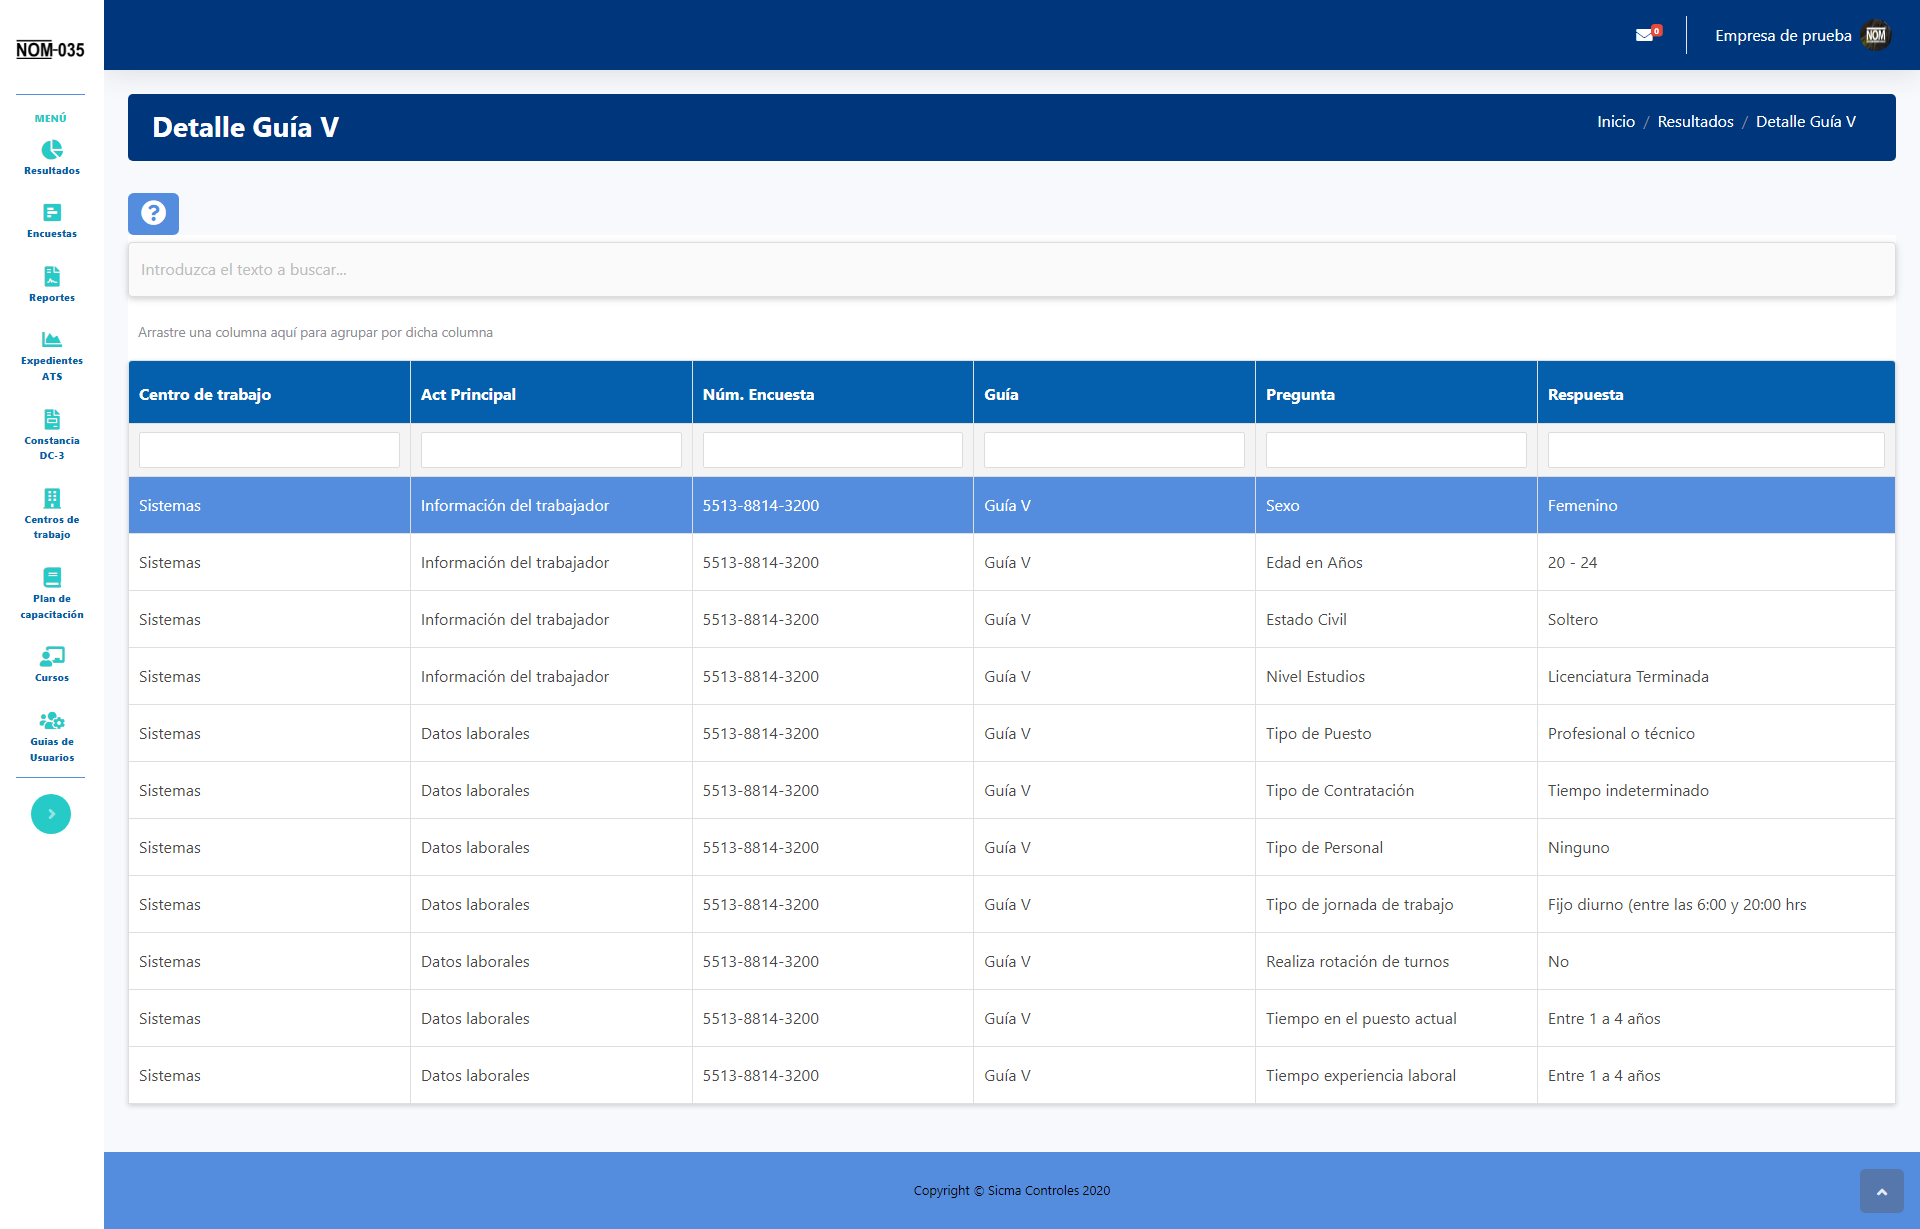 NOM-035
MENÚ
Resultados
Encuestas
Reportes
Expedientes
ATS
Constancia
DC-3
Centros de
trabajo
Plan de
capacitación
Cursos
Guias de
Usuarios
0
Empresa de prueba
NOM
Detalle Guía V
Inicio / Resultados / Detalle Guía V
?
Introduzca el texto a buscar...
Arrastre una columna aquí para agrupar por dicha columna
Centro de trabajo Act Principal Núm. Encuesta Guía Pregunta Respuesta
Sistemas Información del trabajador 5513-8814-3200 Guía V Sexo Femenino
Sistemas Información del trabajador 5513-8814-3200 Guía V Edad en Años 20 - 24
Sistemas Información del trabajador 5513-8814-3200 Guía V Estado Civil Soltero
Sistemas Información del trabajador 5513-8814-3200 Guía V Nivel Estudios Licenciatura Terminada
Sistemas Datos laborales 5513-8814-3200 Guía V Tipo de Puesto Profesional o técnico
Sistemas Datos laborales 5513-8814-3200 Guía V Tipo de Contratación Tiempo indeterminado
Sistemas Datos laborales 5513-8814-3200 Guía V Tipo de Personal Ninguno
Sistemas Datos laborales 5513-8814-3200 Guía V Tipo de jornada de trabajo Fijo diurno (entre las 6:00 y 20:00 hrs
Sistemas Datos laborales 5513-8814-3200 Guía V Realiza rotación de turnos No
Sistemas Datos laborales 5513-8814-3200 Guía V Tiempo en el puesto actual Entre 1 a 4 años
Sistemas Datos laborales 5513-8814-3200 Guía V Tiempo experiencia laboral Entre 1 a 4 años
Copyright © Sicma Controles 2020